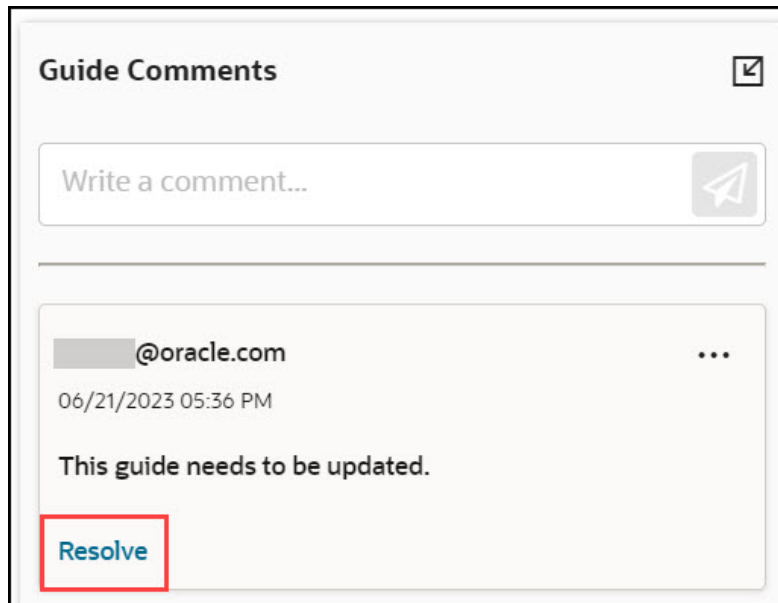 Guide Comments
Write a comment...
@oracle.com
06/21/2023 05:36 PM
This guide needs to be updated.
Resolve